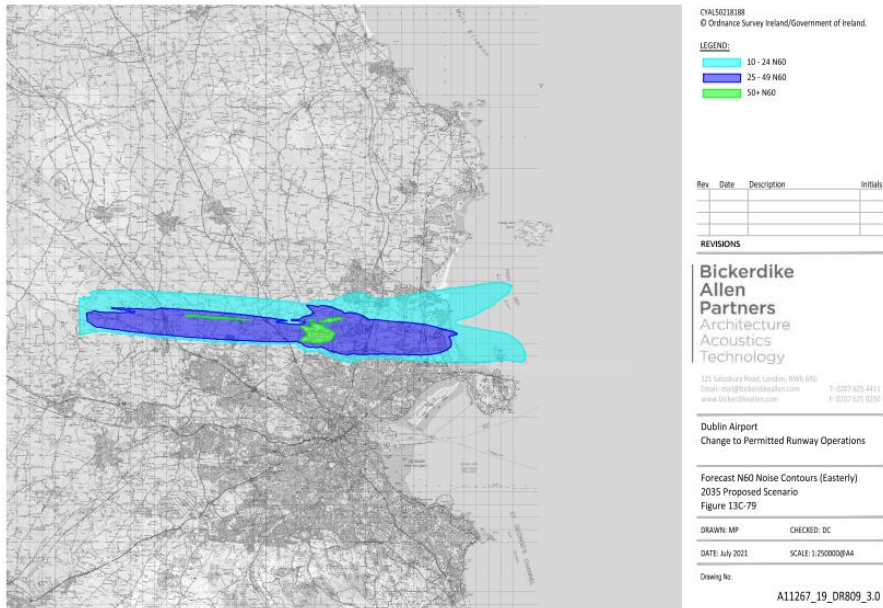 CYAL50218188
© Ordnance Survey Ireland/Government of Ireland.
LEGEND:
10 - 24 N60
25 - 49 N60
50+ N60
Rev Date Description Initials
REVISIONS
Bickerdike
Allen
Partners
Architecture
Acoustics
Technology
121 Salusbury Road, London, NW6 6RG
Email: mail@bickerdikeallen.com T: 0207 625 4411
www.bickerdikeallen.com F: 0207 625 0250
Dublin Airport
Change to Permitted Runway Operations
Forecast N60 Noise Contours (Easterly)
2035 Proposed Scenario
Figure 13C-79
DRAWN: MP CHECKED: DC
DATE: July 2021 SCALE: 1:250000@A4
Drawing No:
A11267_19_DR809_3.0